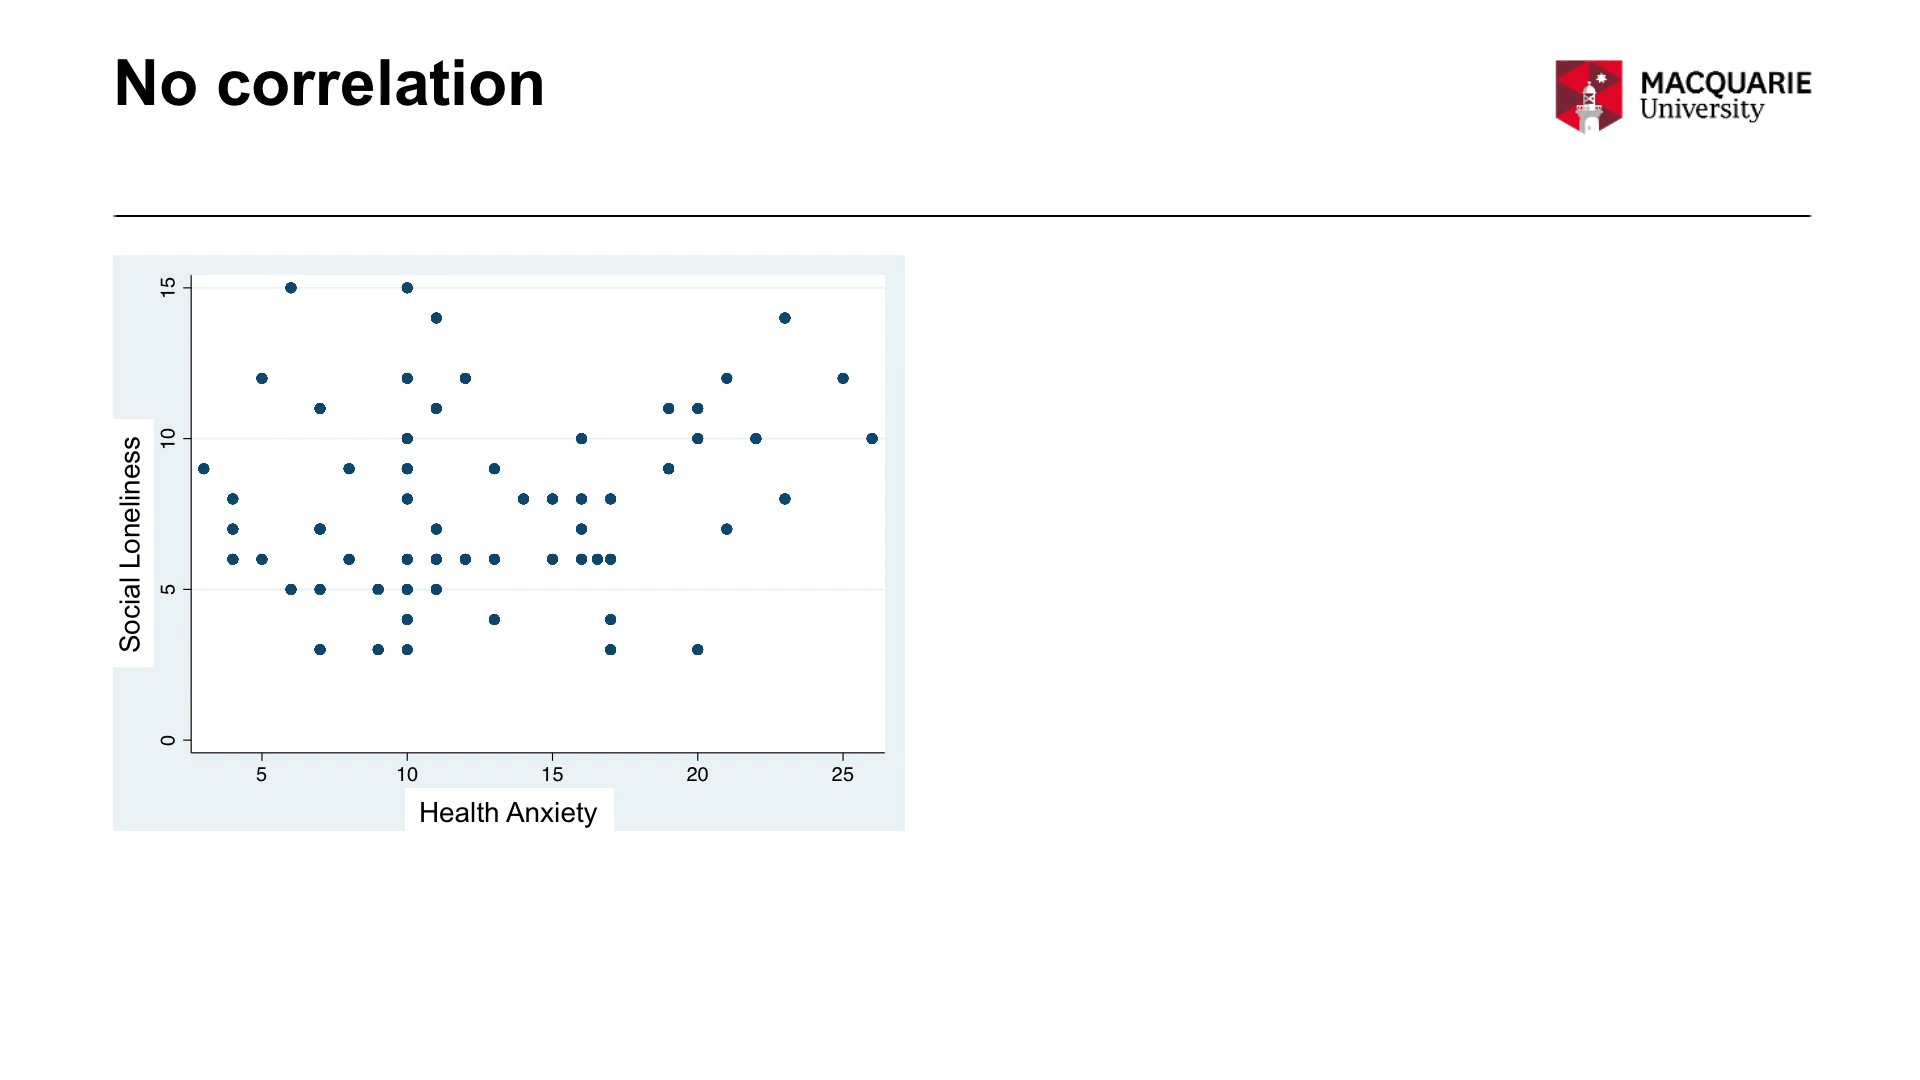 No correlation
MACQUARIE
University
15
10
5
0
Social Loneliness
5 10 15 20 25
Health Anxiety